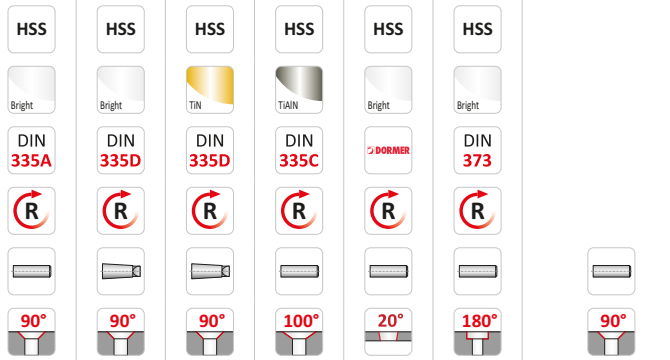 HSS HSS HSS HSS HSS HSS
Bright Bright TiN TiAlN Bright Bright
DIN DIN DIN DIN DIN
335A 335D 335D 335C DORMER 373
R R R R R R
90° 90° 90° 100° 20° 180° 90°